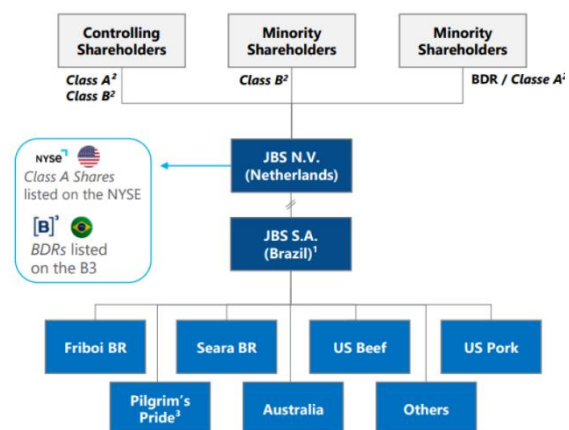 Controlling
Shareholders
Minority
Shareholders
Minority
Shareholders
Class A²
Class B²
Class B²
BDR / Classe A²
NYSE
Class A Shares
listed on the NYSE
[B]³
BDRs listed
on the B3
JBS N.V.
(Netherlands)
JBS S.A.
(Brazil)¹
Friboi BR
Seara BR
US Beef
US Pork
Pilgrim's
Pride³
Australia
Others